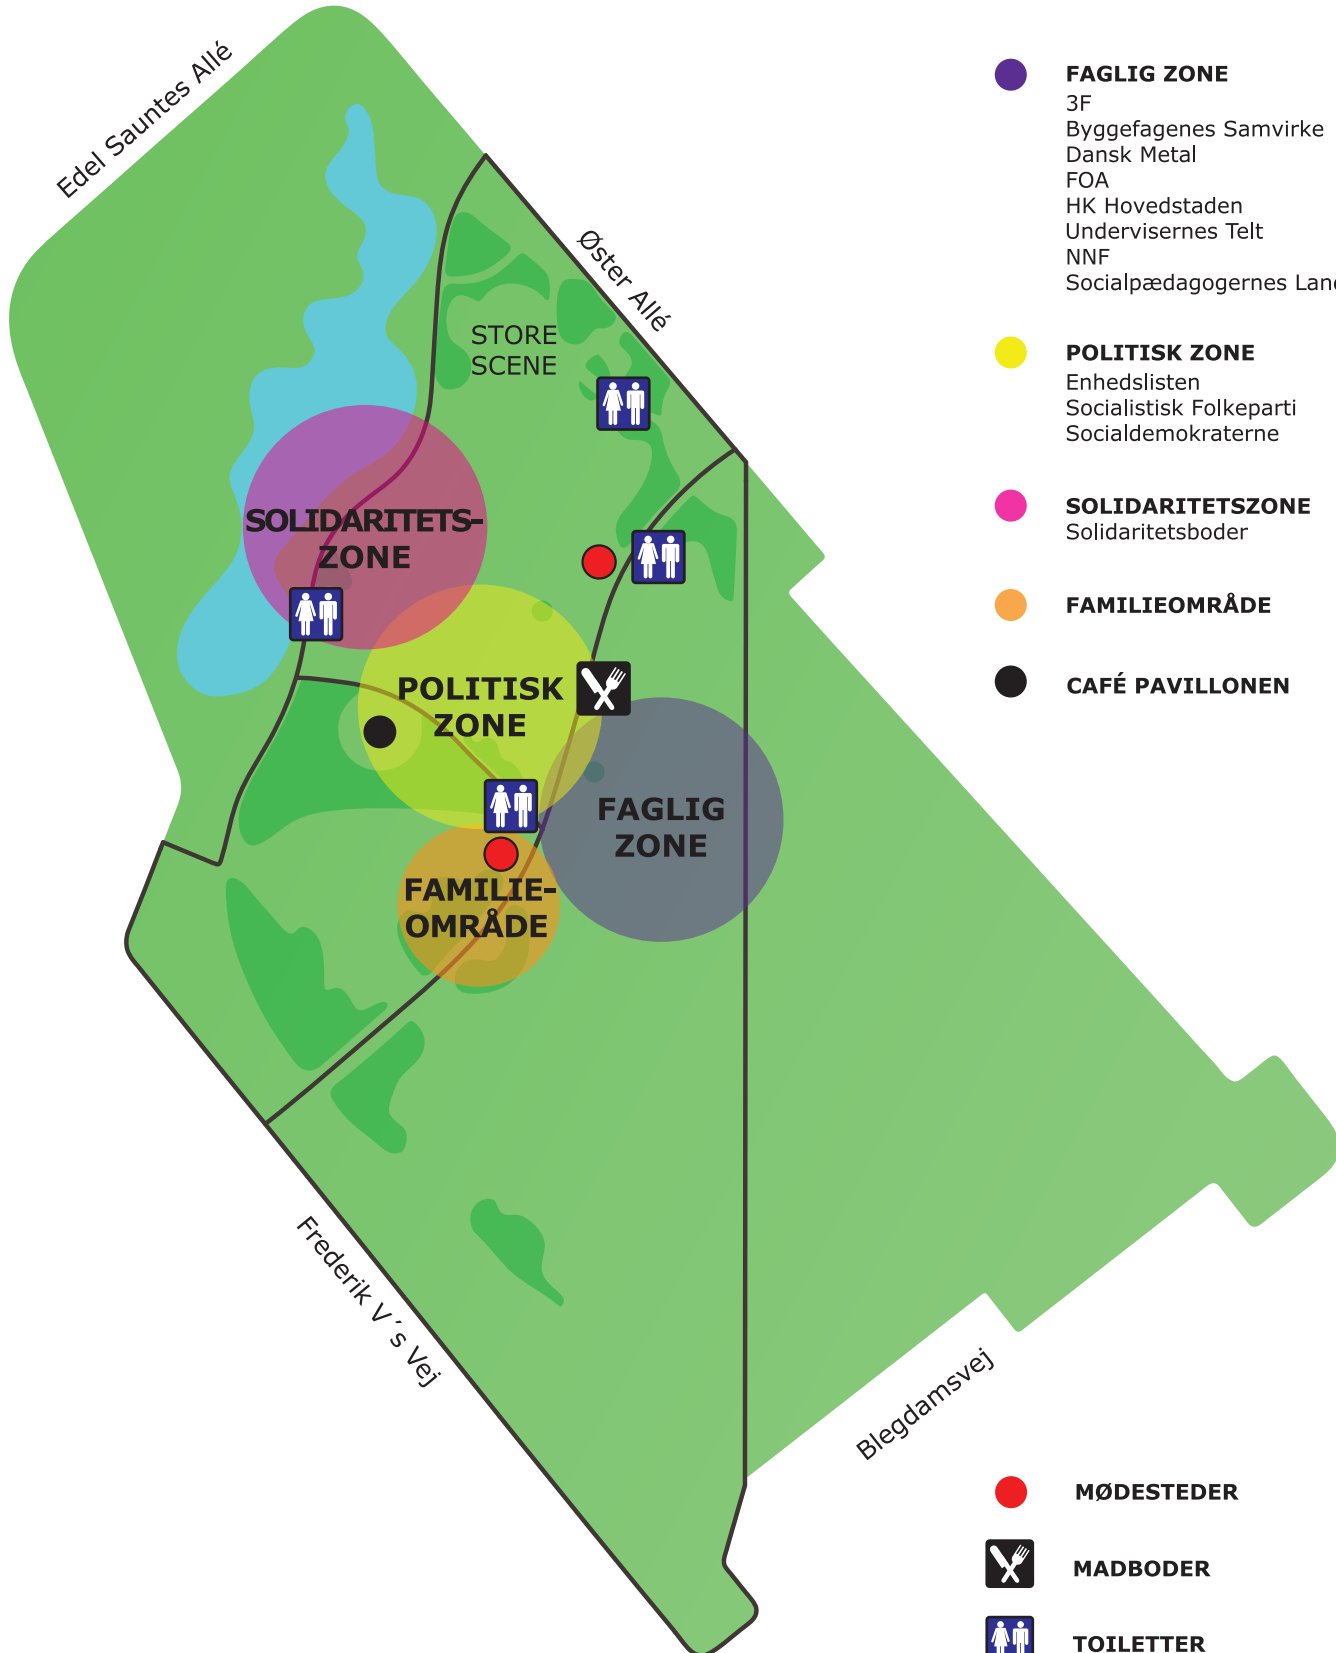 Edel Sauntes Allé
Øster Allé
STORE
SCENE
SOLIDARITETS-
ZONE
POLITISK
ZONE
FAGLIG
ZONE
FAMILIE-
OMRÅDE
Frederik V´s Vej
Blegdamsvej
FAGLIG ZONE
3F
Byggefagenes Samvirke
Dansk Metal
FOA
HK Hovedstaden
Undervisernes Telt
NNF
Socialpædagogernes
POLITISK ZONE
Enhedslisten
Socialistisk Folkeparti
Socialdemokraterne
SOLIDARITETSZONE
Solidaritetsboder
FAMILIEOMRÅDE
CAFÉ PAVILLONEN
MØDESTEDER
MADBODER
TOILETTER